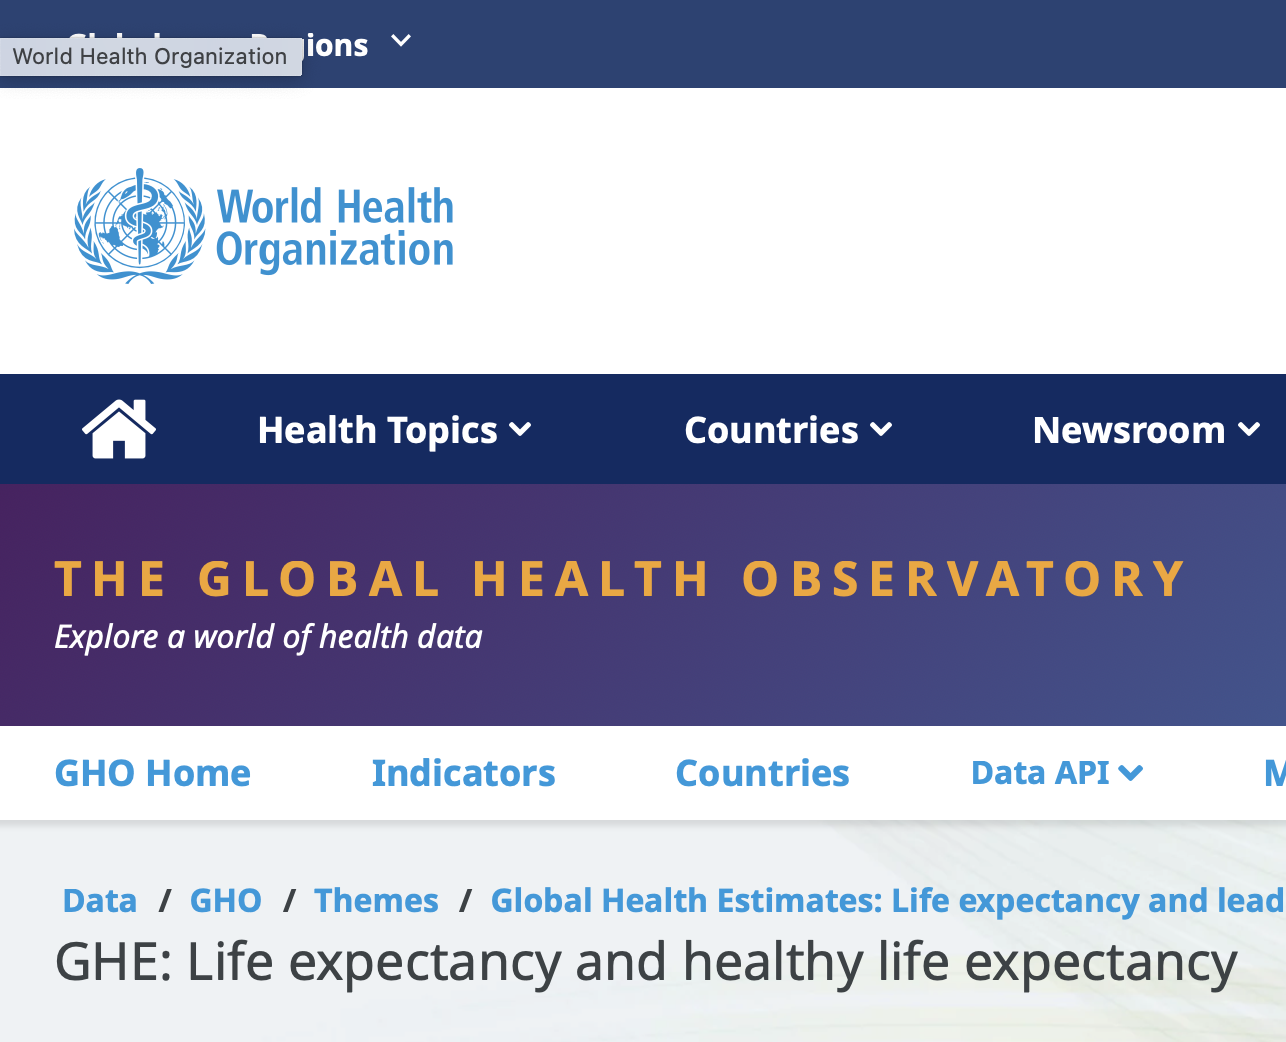 World Health Organization
World Health
Organization
Health Topics
Countries
Newsroom
THE GLOBAL HEALTH OBSERVATORY
Explore a world of health data
GHO Home
Indicators
Countries
Data API
Data / GHO / Themes / Global Health Estimates: Life expectancy and lead
GHE: Life expectancy and healthy life expectancy